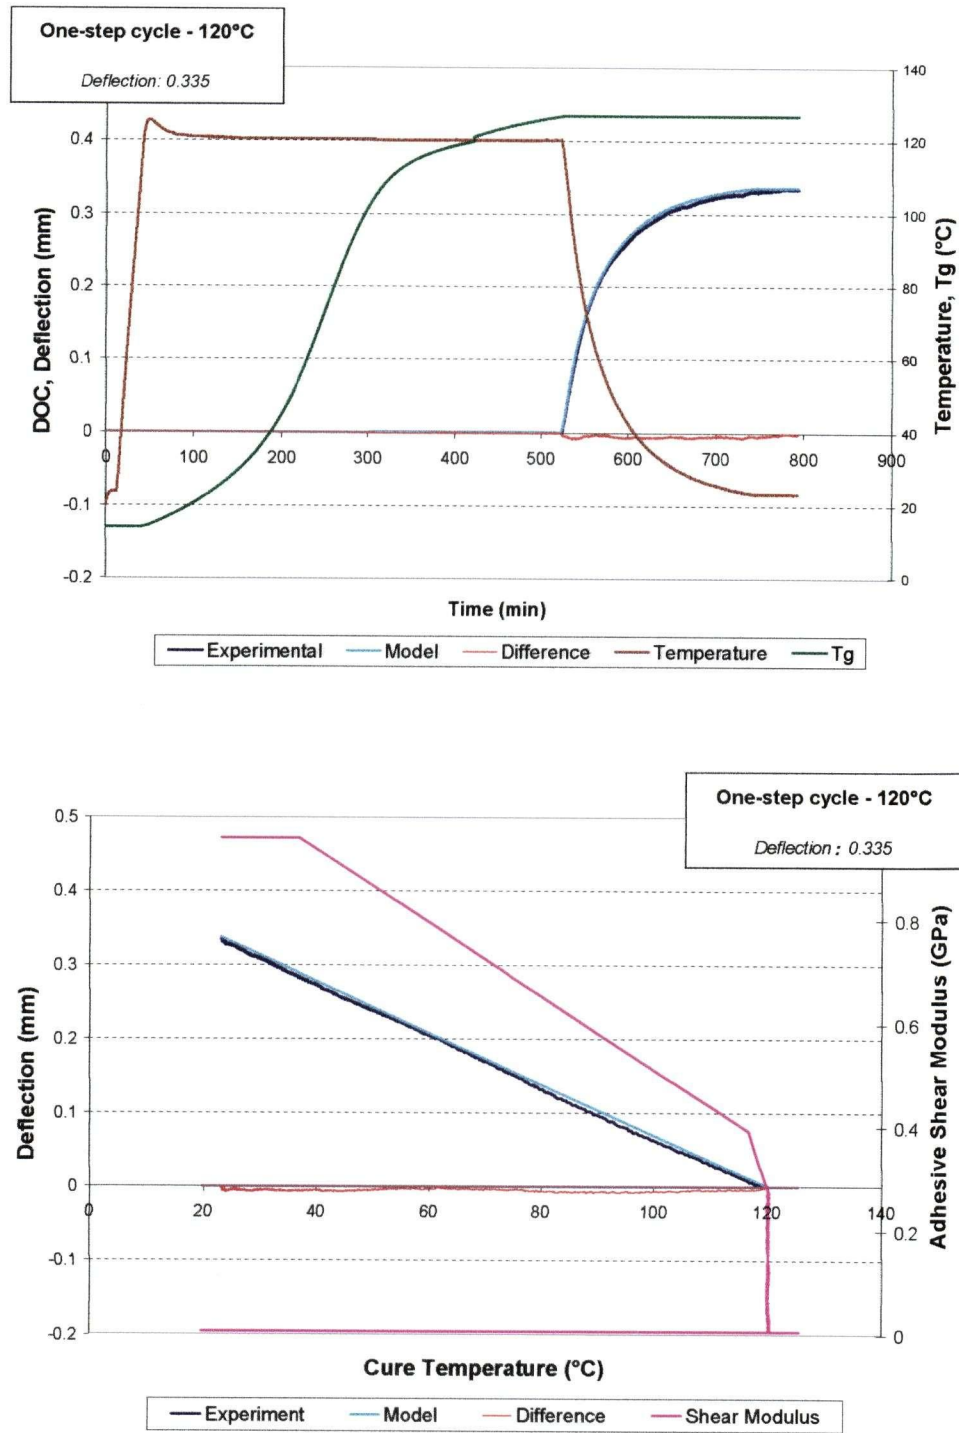 One-step cycle - 120°C
Deflection: 0.335
DOC, Deflection (mm)
0.4
0.3
0.2
0.1
0
-0.1
-0.2
0 100 200 300 400 500 600 700 800 900
140
120
100
80
60
40
20
0
Temperature, Tg (°C)
Time (min)
Experimental Model Difference Temperature Tg
One-step cycle - 120°C
Deflection : 0.335
Deflection (mm)
0.5
0.4
0.3
0.2
0.1
0
-0.1
-0.2
0 20 40 60 80 100 120 140
0.8
0.6
0.4
0.2
0
Adhesive Shear Modulus (GPa)
Cure Temperature (°C)
Experiment Model Difference Shear Modulus